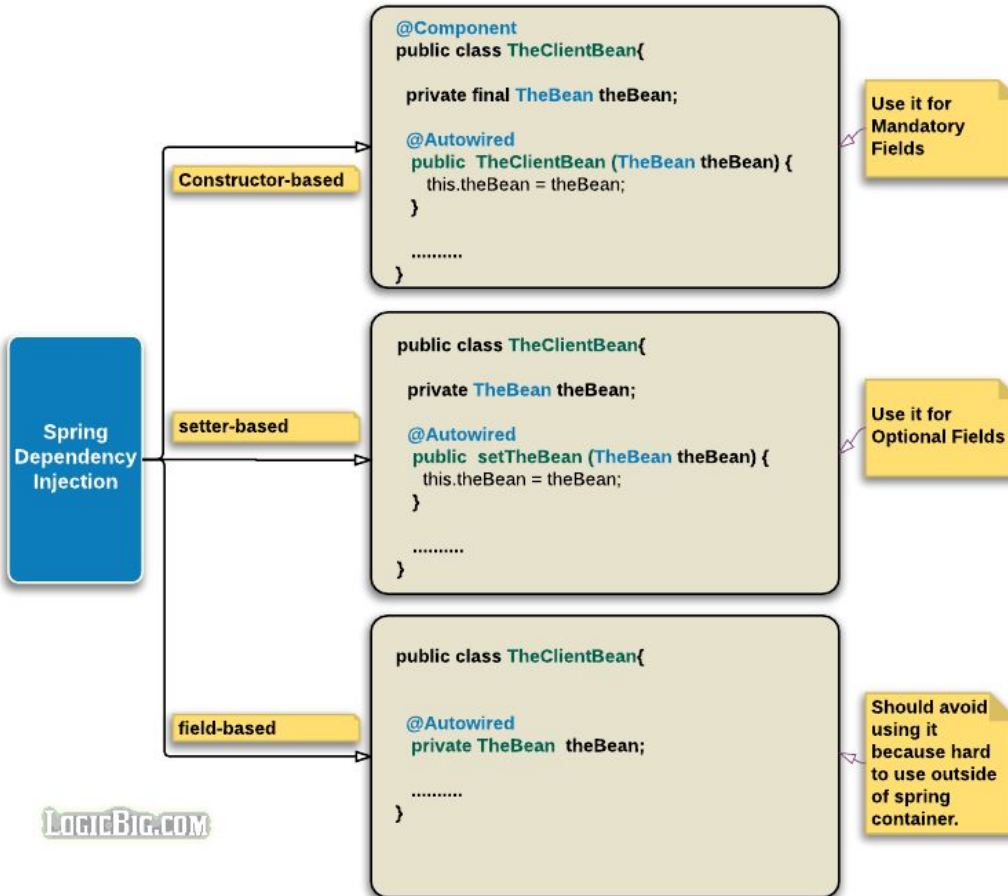 Spring
Dependency
Injection
Constructor-based
@Component
public class TheClientBean{
private final TheBean theBean;
@Autowired
public TheClientBean (TheBean theBean) {
this.theBean = theBean;
}
..........
}
Use it for
Mandatory
Fields
setter-based
public class TheClientBean{
private TheBean theBean;
@Autowired
public setTheBean (TheBean theBean) {
this.theBean = theBean;
}
..........
}
Use it for
Optional Fields
field-based
public class TheClientBean{
@Autowired
private TheBean theBean;
..........
}
Should avoid
using it
because hard
to use outside
of spring
container.
LOGICBIG.COM